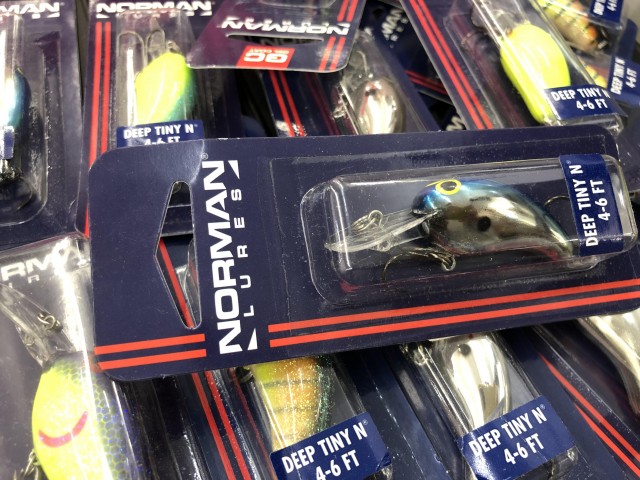 NORMAN
GO
DEEP TINY N
4-6 FT
DEEP TINY N
4-6 FT
NORMAN®
LURES
DEEP TINY N®
4-6 FT
DEEP TINY N®
4-6 FT
DEEP TINY N®
4-6 FT